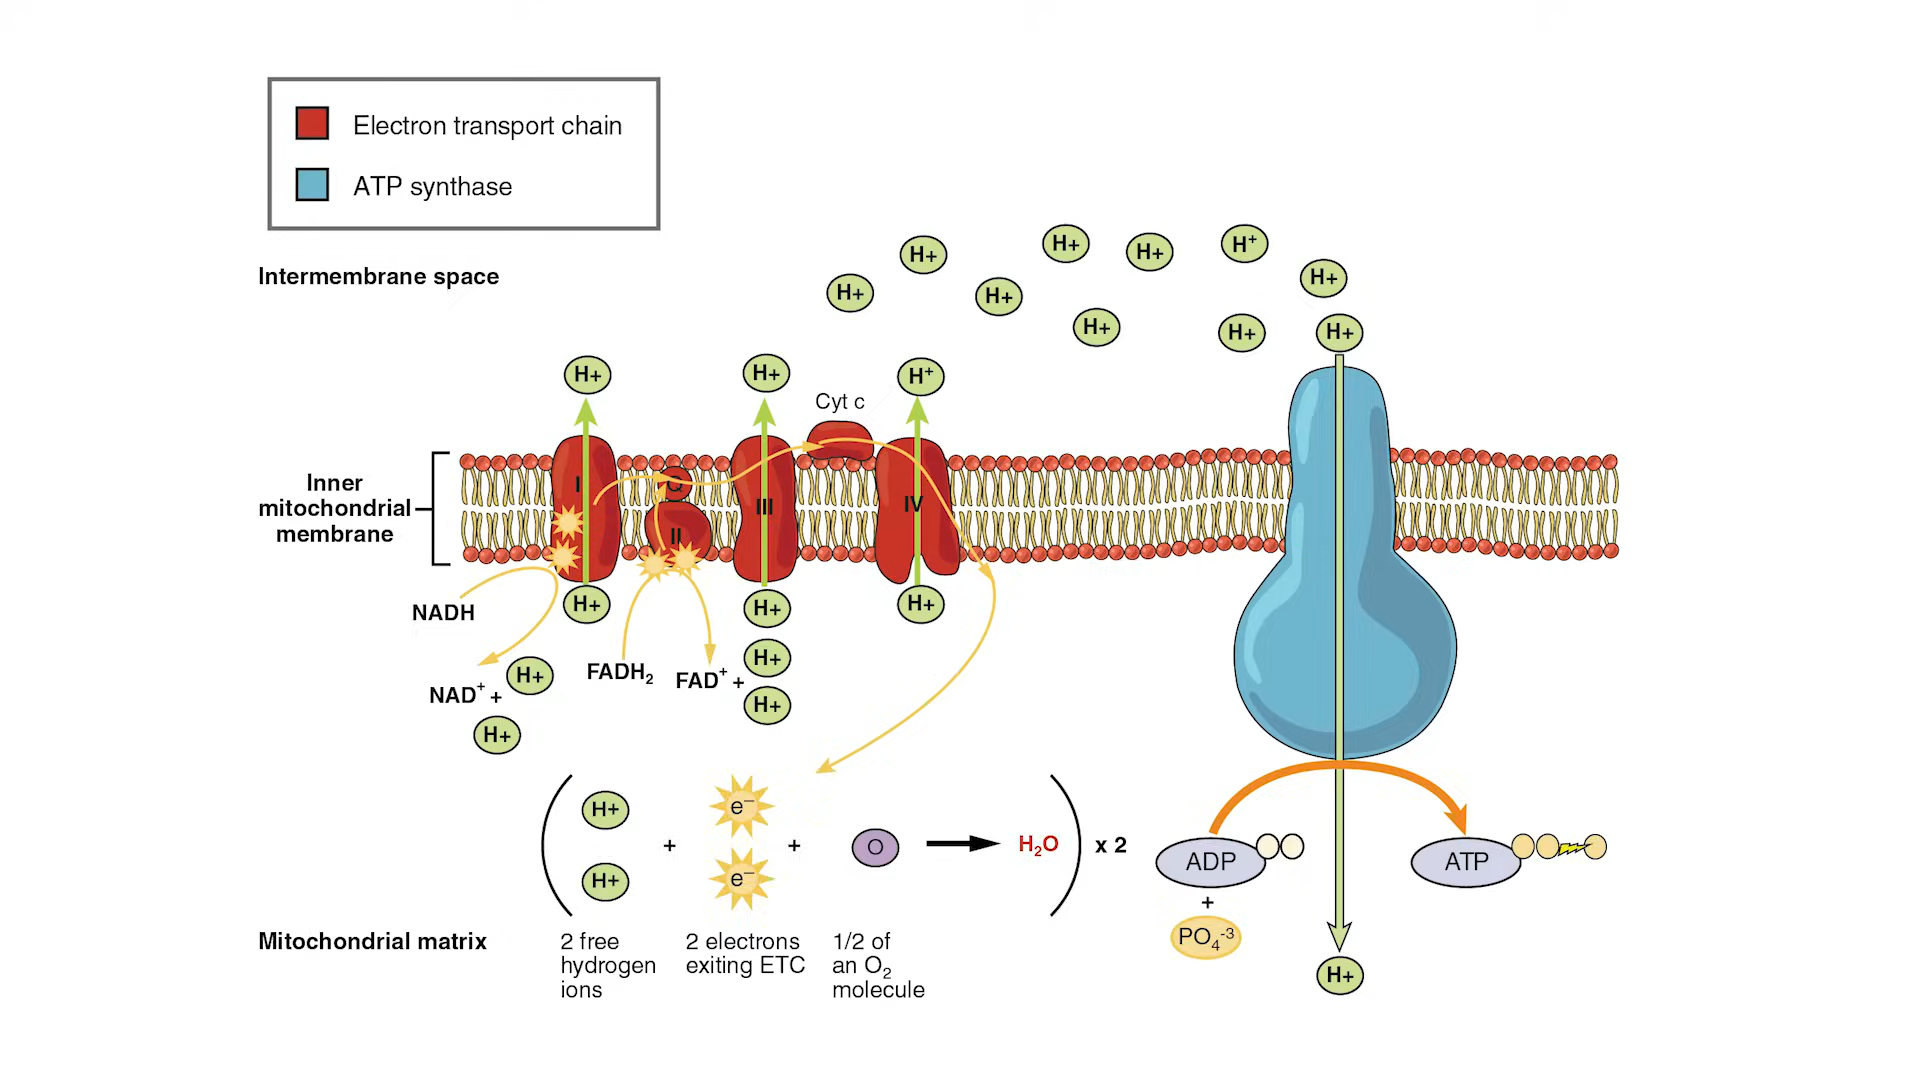 Electron transport chain
ATP synthase
Intermembrane space
H+ H+ H+ H+ H+ H⁺ H+
H+ H+ H+
H+ H+ H⁺
Cyt c
Inner
mitochondrial
membrane
I Q II III IV
NADH
H+ H+ H+
FADH₂
FAD⁺ +
H+
H+
NAD⁺ +
H+
H+
H+
H+
+
e⁻
e⁻
+
O
H₂O
x 2
ADP
+
PO₄⁻³
ATP
H+
Mitochondrial matrix
2 free
hydrogen
ions
2 electrons
exiting ETC
1/2 of
an O₂
molecule